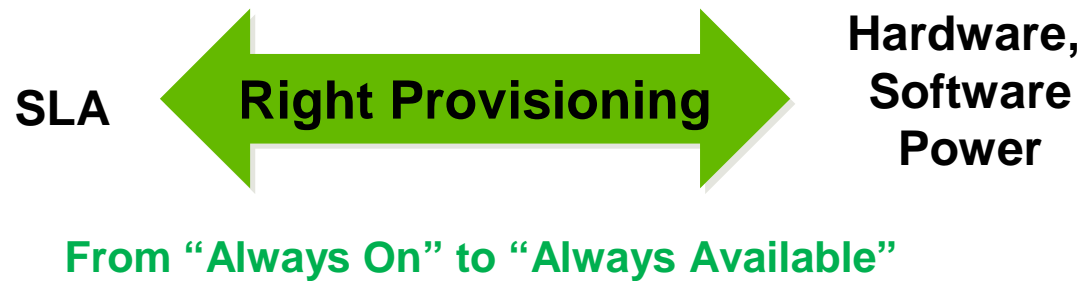 SLA
Right Provisioning
Hardware,
Software
Power
From “Always On” to “Always Available”